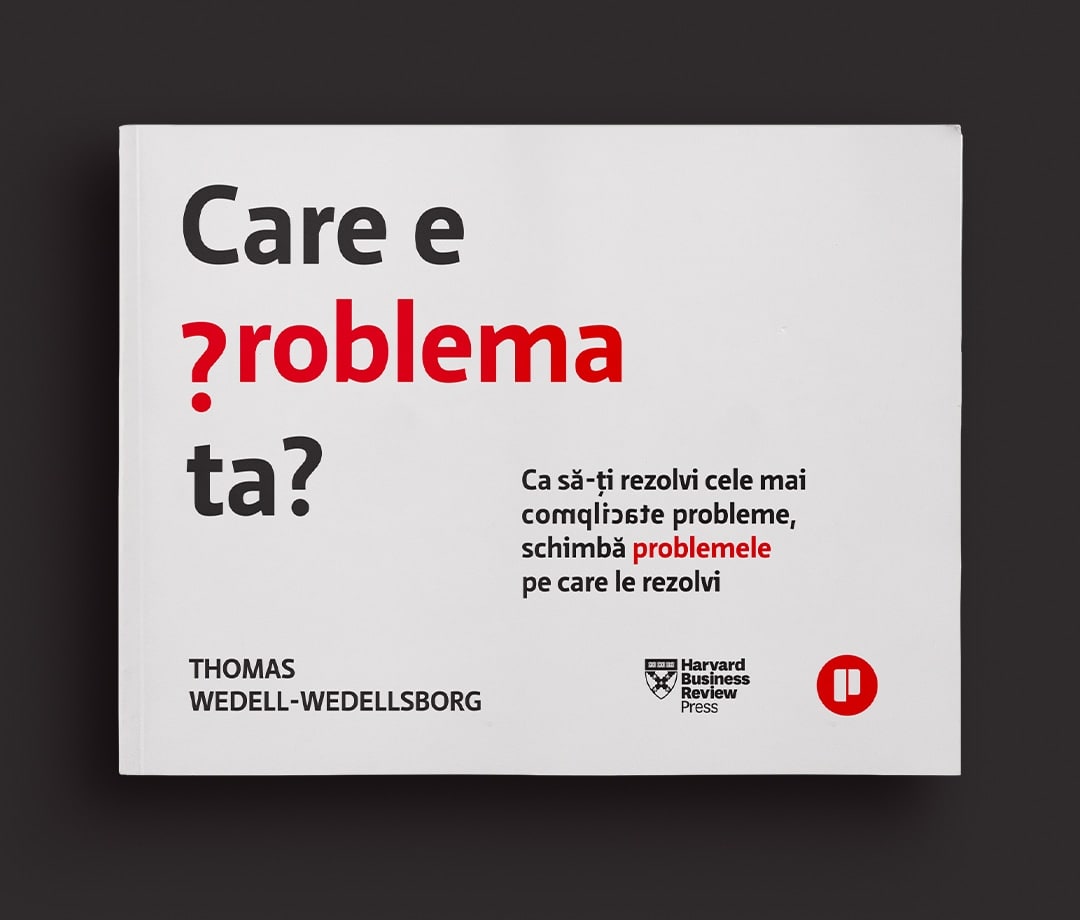 Care e
?roblema
ta?
Ca să-ți rezolvi cele mai
complicate probleme,
schimbă problemele
pe care le rezolvi
THOMAS
WEDELL-WEDELLSBORG
Harvard
Business
Review
Press